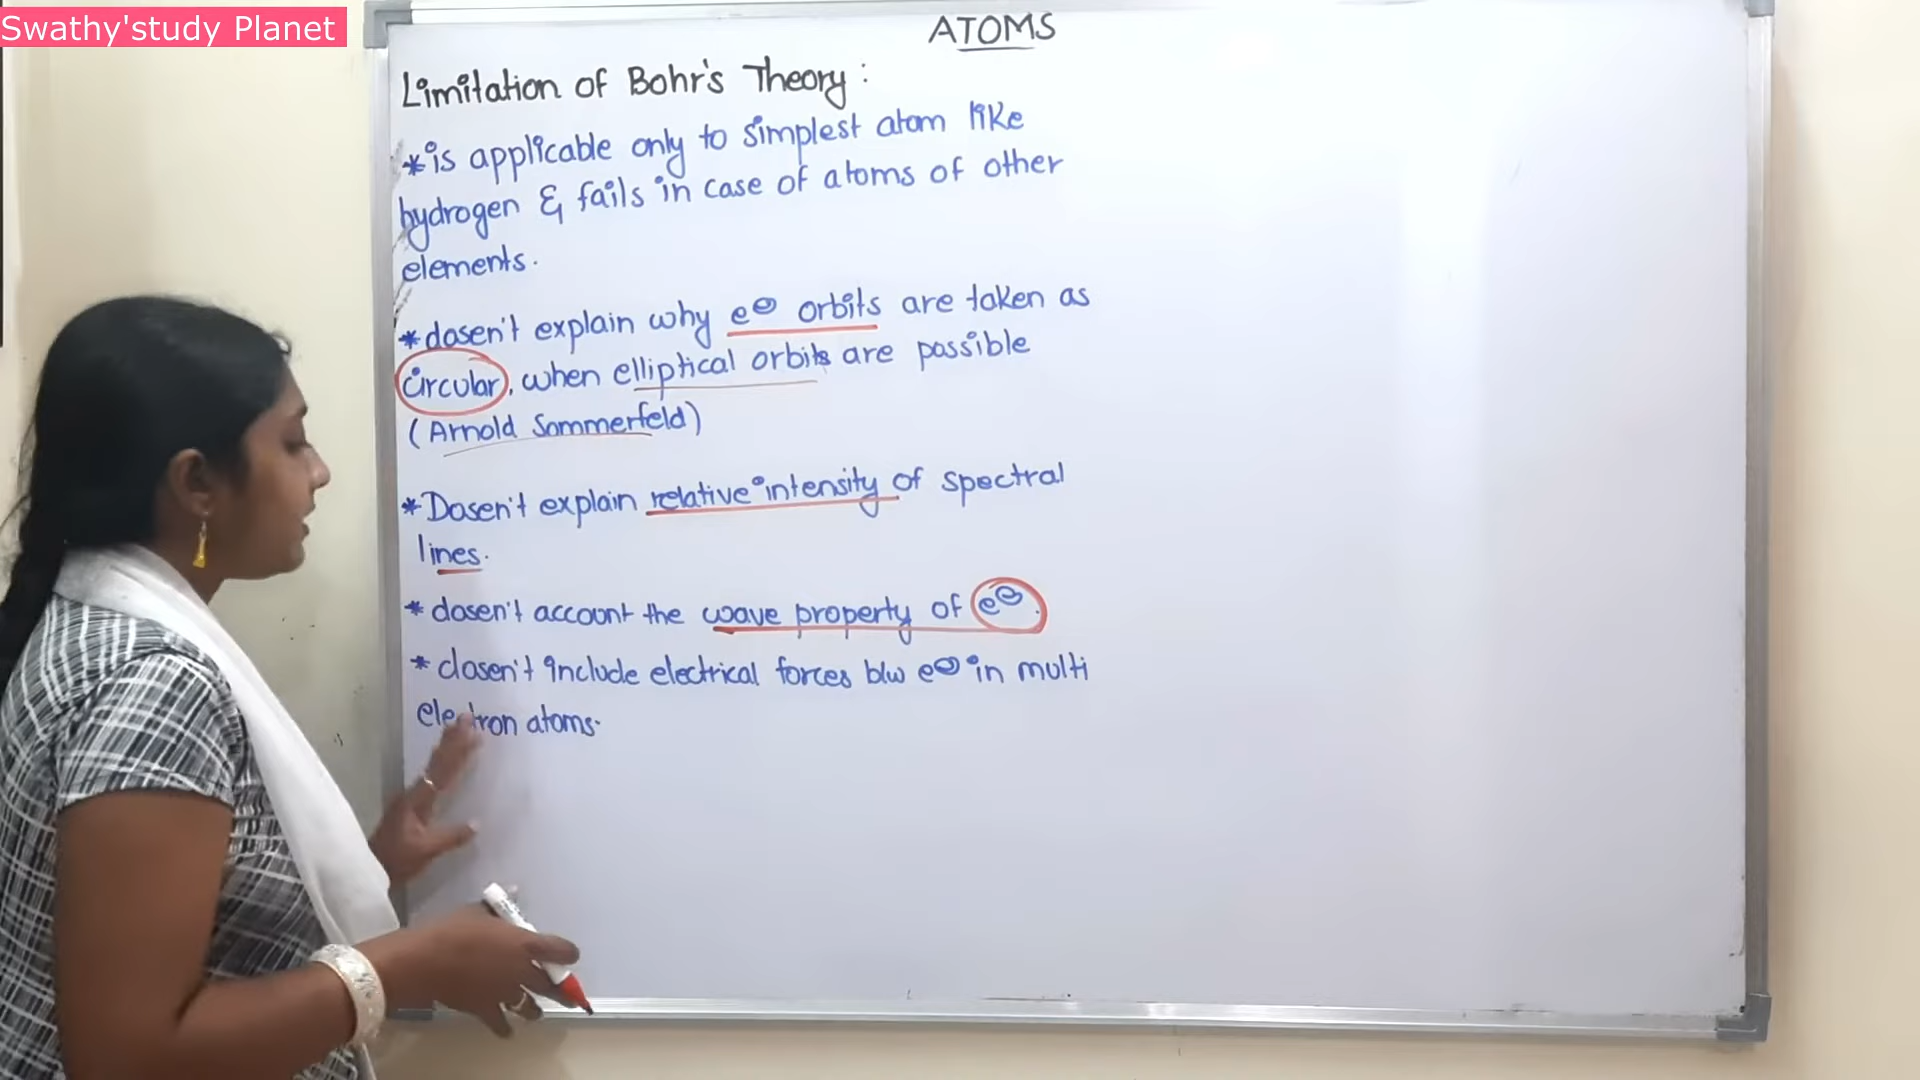 Swathy'study Planet
ATOMS
Limitation of Bohr's Theory :
* is applicable only to simplest atom like
hydrogen & fails in case of atoms of other
elements.
* dosen't explain why e⊖ orbits are taken as
circular, when elliptical orbits are possible
(Arnold Sommerfeld)
* Dosen't explain relative intensity of spectral
lines.
* dosen't account the wave property of e⊖.
* dosen't include electrical forces b/w e⊖ in multi
electron atoms.